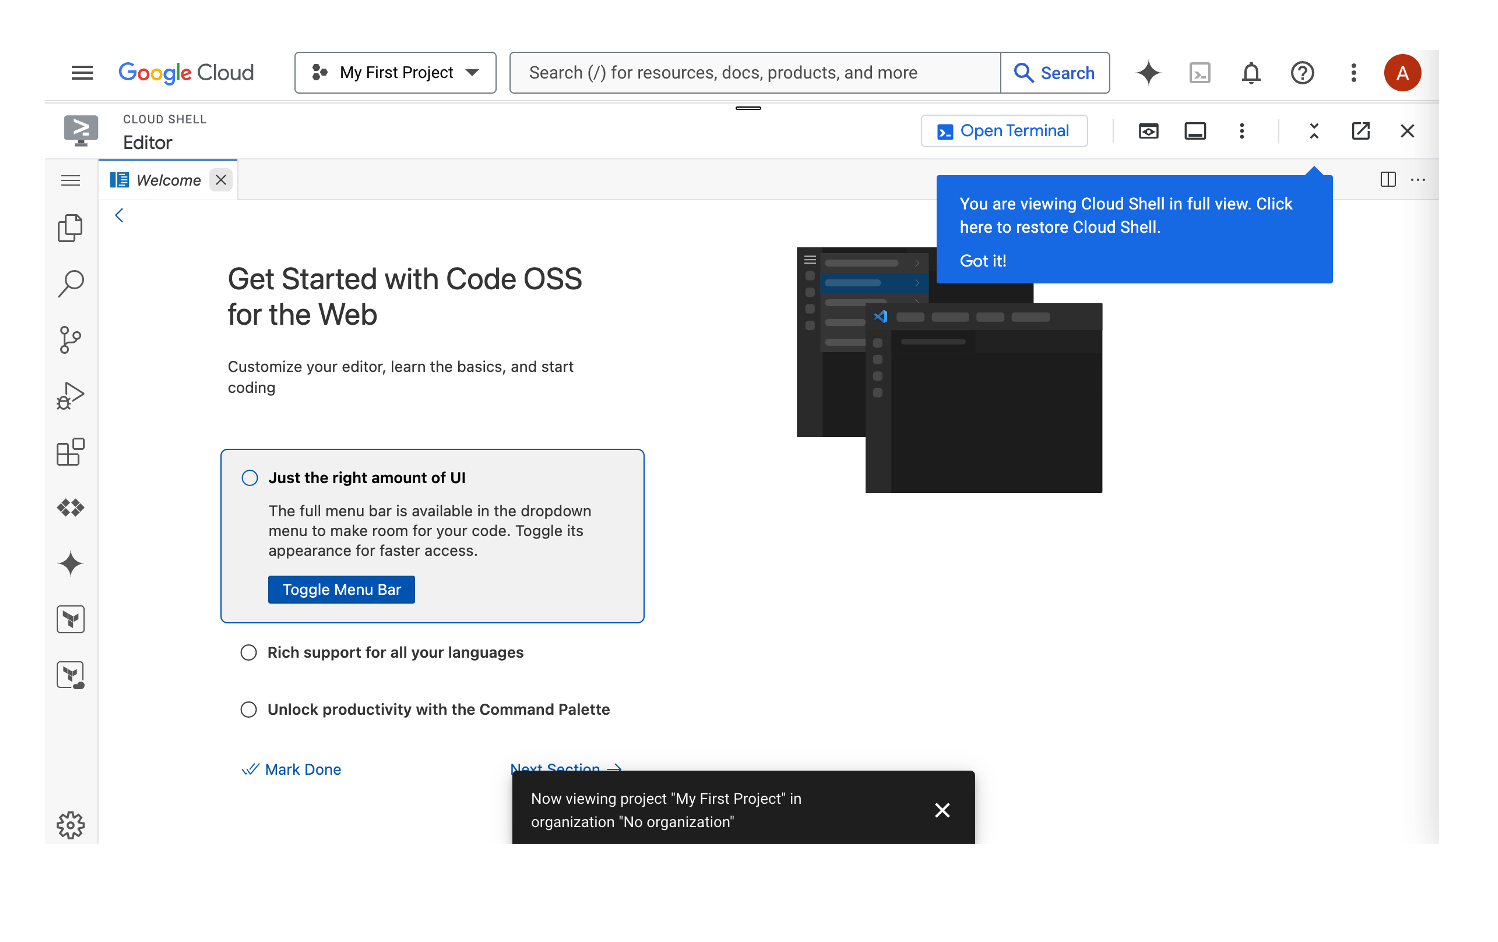 Google Cloud
My First Project
Search (/) for resources, docs, products, and more
Search
A
CLOUD SHELL
Editor
Open Terminal
Welcome
You are viewing Cloud Shell in full view. Click
here to restore Cloud Shell.
Got it!
Get Started with Code OSS
for the Web
Customize your editor, learn the basics, and start
coding
Just the right amount of UI
The full menu bar is available in the dropdown
menu to make room for your code. Toggle its
appearance for faster access.
Toggle Menu Bar
Rich support for all your languages
Unlock productivity with the Command Palette
Mark Done
Next Section
Now viewing project "My First Project" in
organization "No organization"